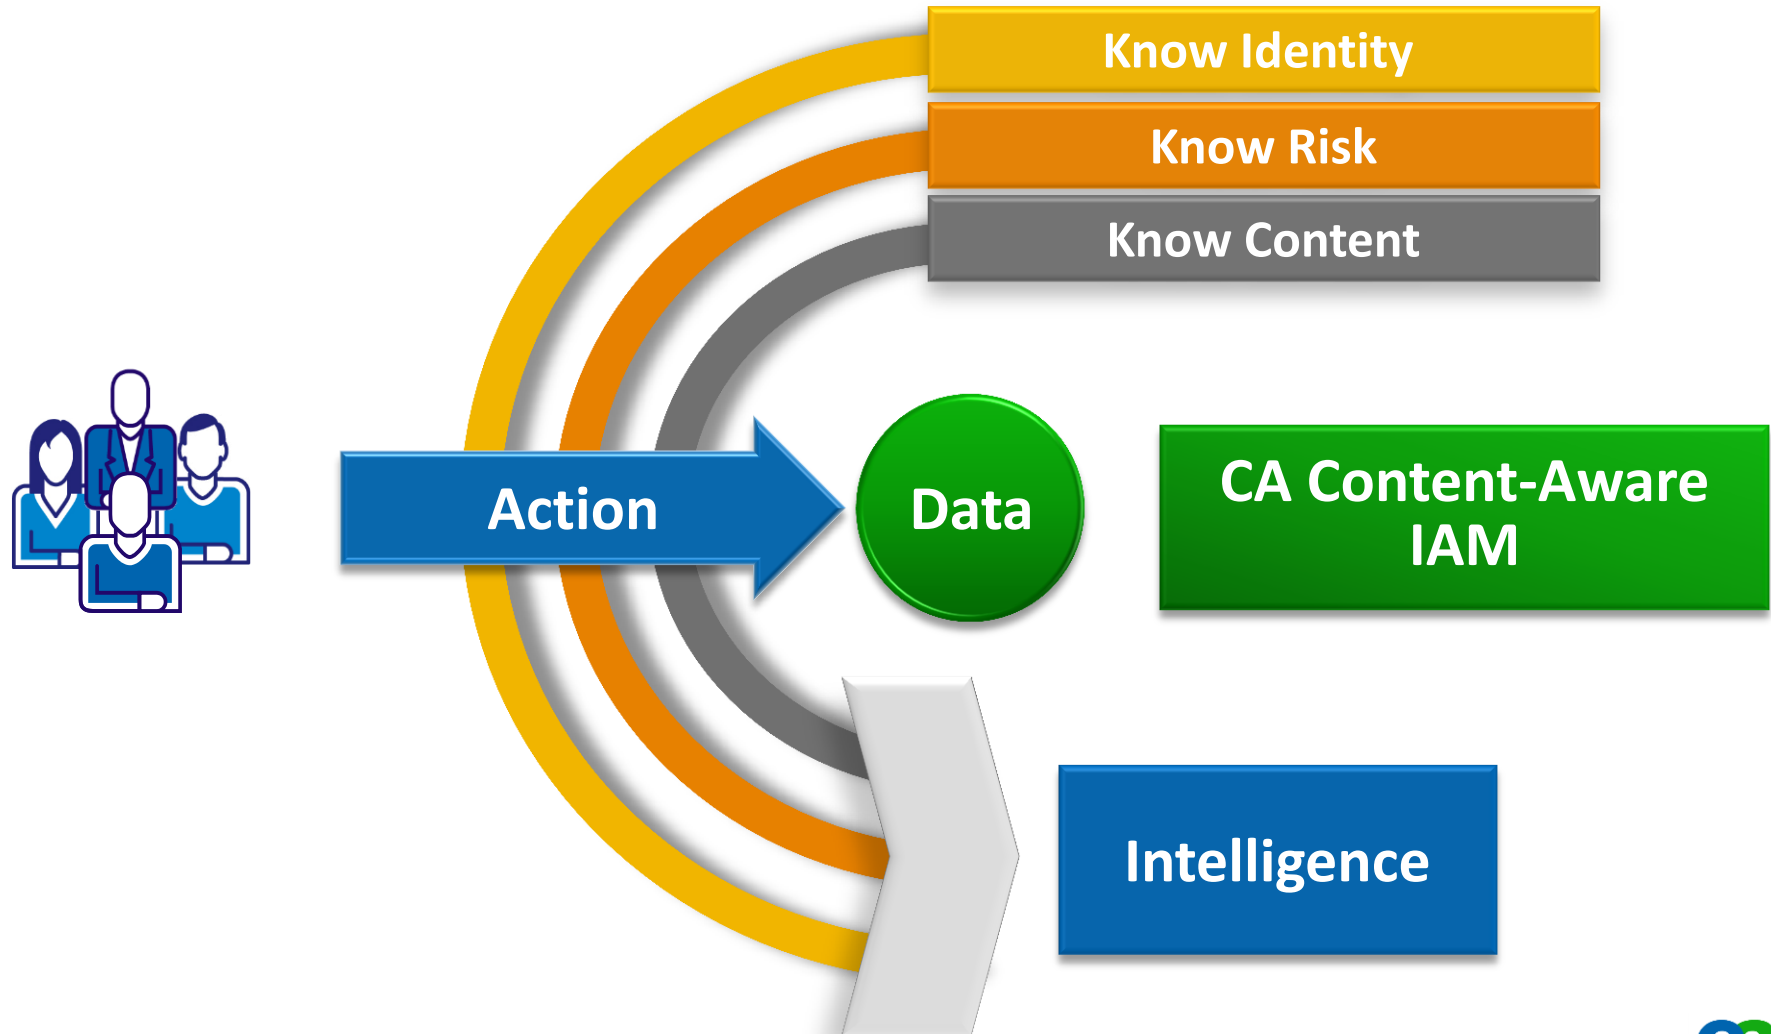 Know Identity
Know Risk
Know Content
Action
Data
CA Content-Aware
IAM
Intelligence